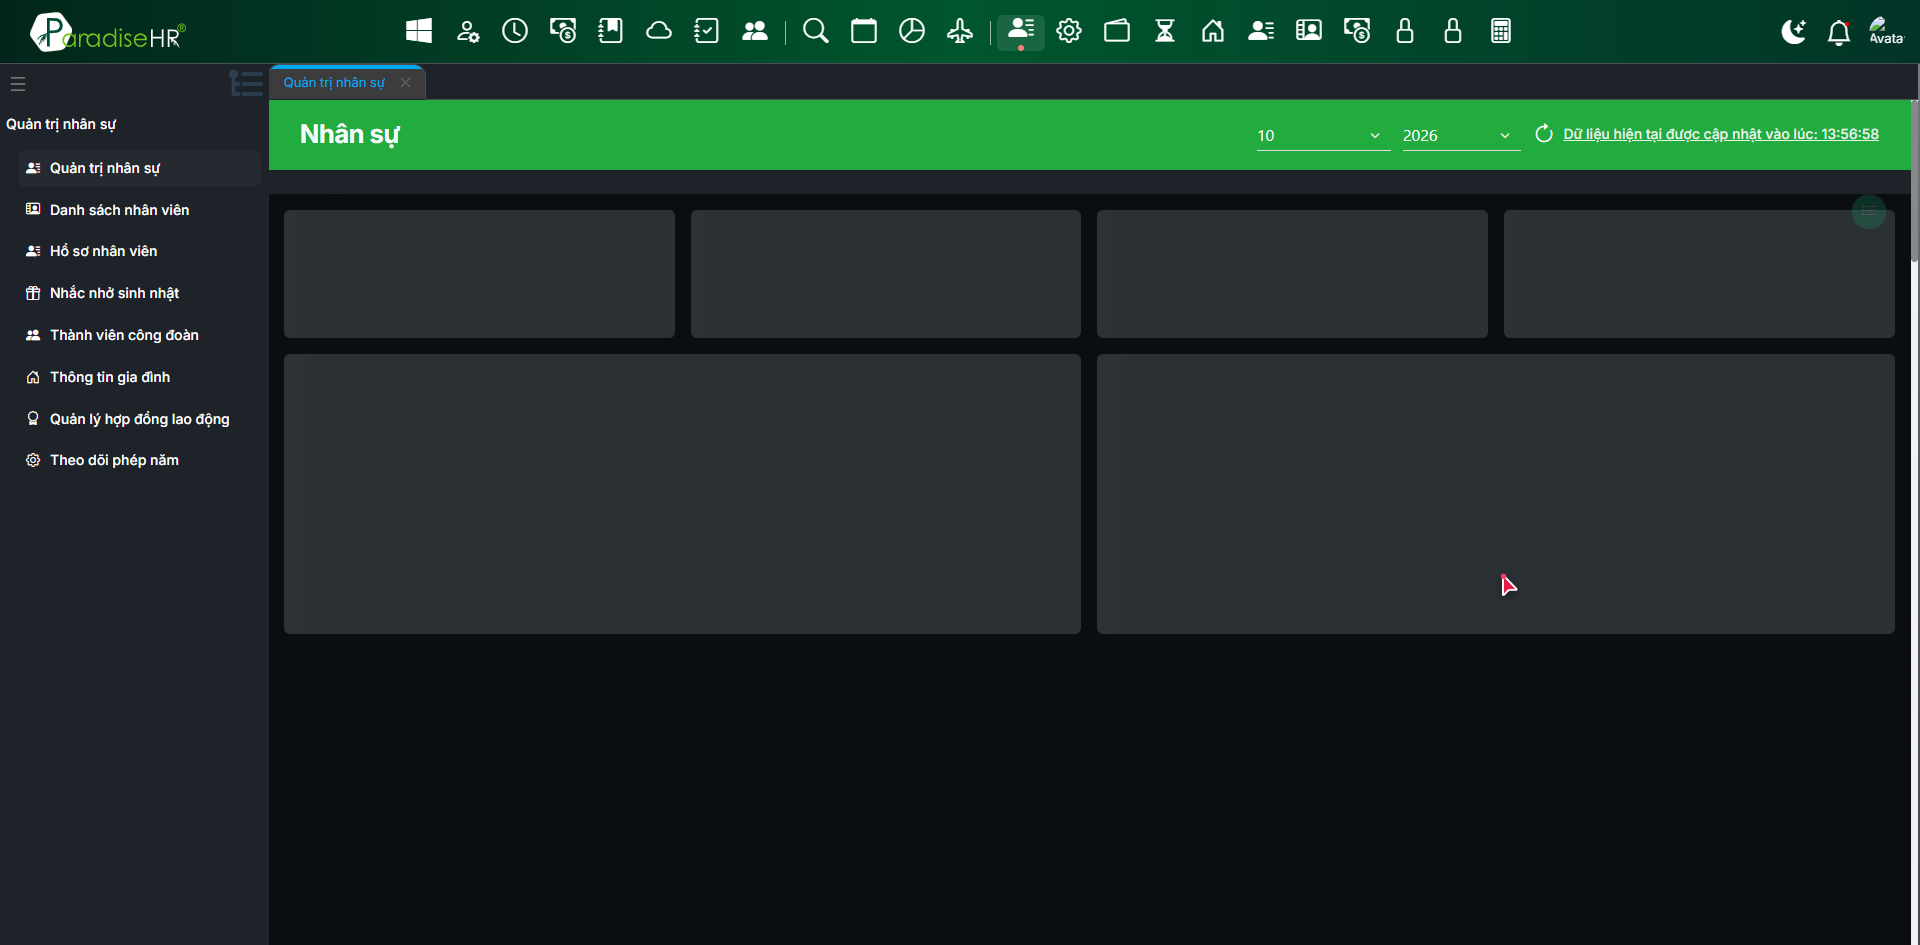 ParadiseHR®
Avata
Quản trị nhân sự
Nhân sự
10
2026
Dữ liệu hiện tại được cập nhật vào lúc: 13:56:58
Quản trị nhân sự
Quản trị nhân sự
Danh sách nhân viên
Hồ sơ nhân viên
Nhắc nhở sinh nhật
Thành viên công đoàn
Thông tin gia đình
Quản lý hợp đồng lao động
Theo dõi phép năm